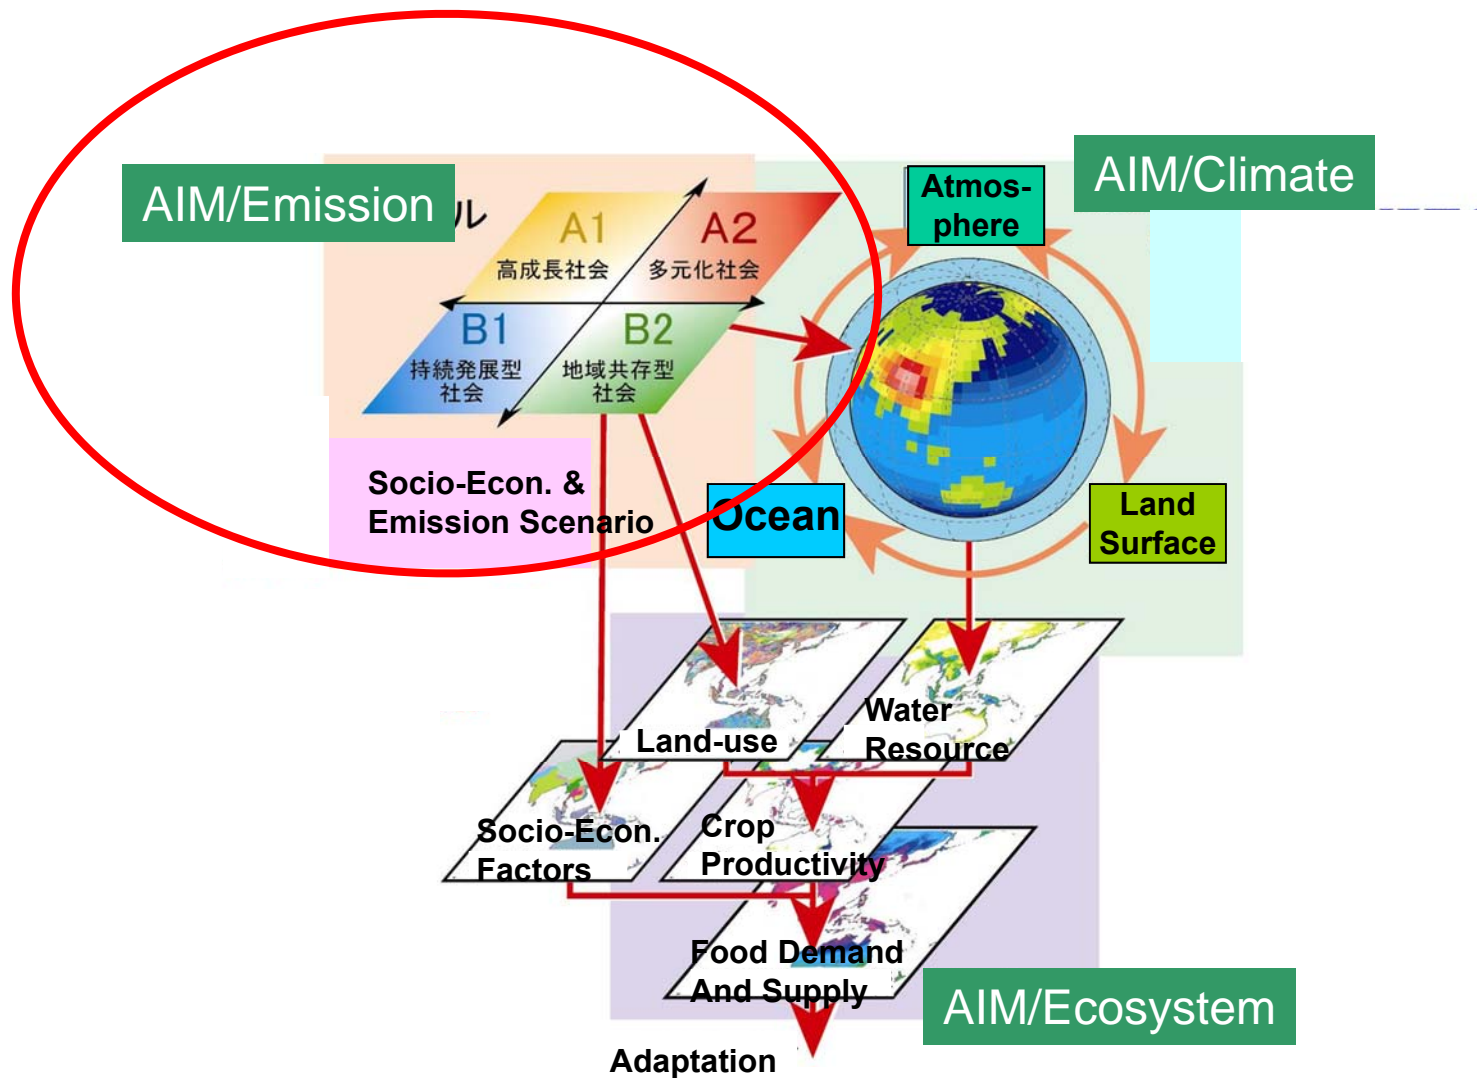 AIM/Emission
ル
A1
高成長社会
A2
多元化社会
B1
持続発展型
社会
B2
地域共存型
社会
Socio-Econ. &
Emission Scenario
AIM/Climate
Atmos-
phere
Ocean
Land
Surface
Land-use
Water
Resource
Socio-Econ.
Factors
Crop
Productivity
Food Demand
And Supply
AIM/Ecosystem
Adaptation